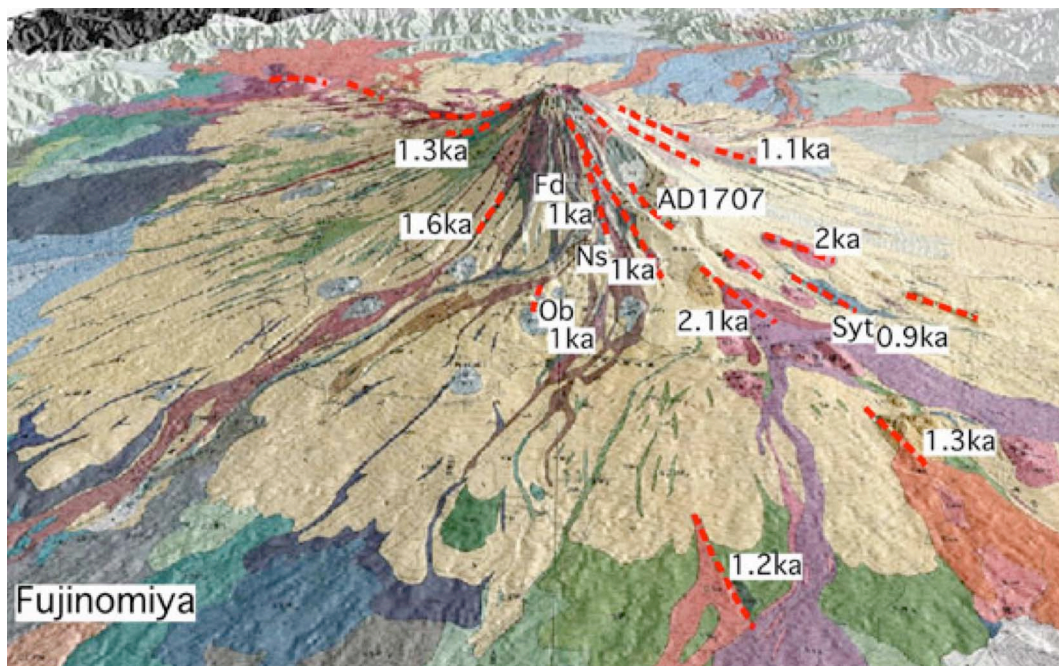 1.3ka
1.1ka
Fd
1ka
AD1707
1.6ka
2ka
Ns
1ka
Ob
1ka
2.1ka
Syt
0.9ka
1.3ka
1.2ka
Fujinomiya